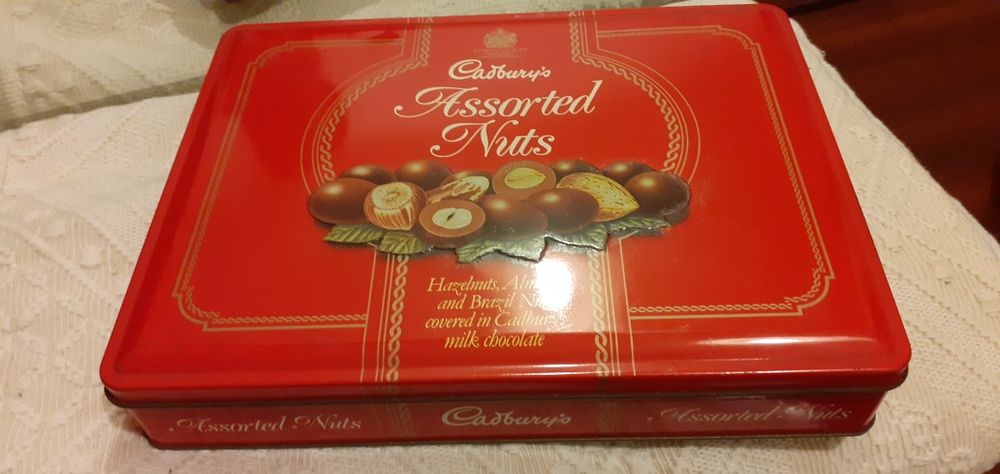 Cadbury's
Assorted
Nuts
Hazelnuts,
and Brazil
covered in
milk chocolate
Assorted Nuts
Cadbury's
Assorted Nuts